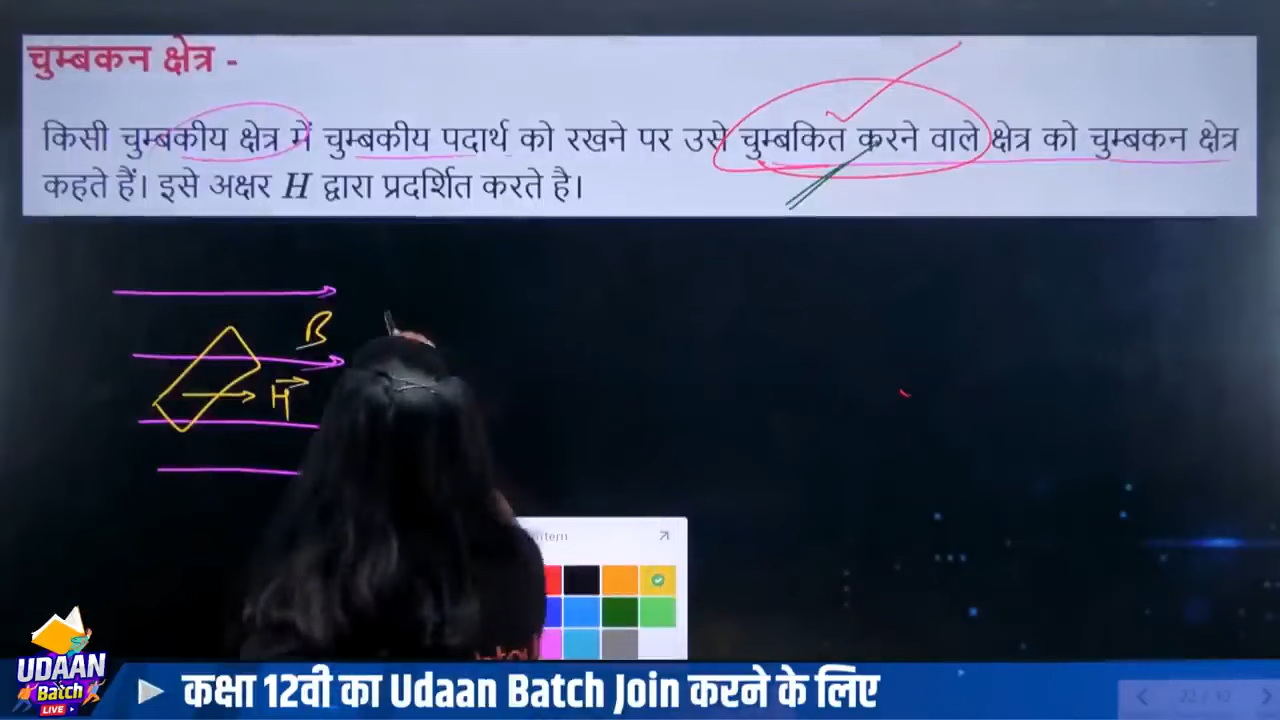 चुम्बकन क्षेत्र -
किसी चुम्बकीय क्षेत्र में चुम्बकीय पदार्थ को रखने पर उसे चुम्बकित करने वाले क्षेत्र को चुम्बकन क्षेत्र
कहते हैं। इसे अक्षर H द्वारा प्रदर्शित करते है।
B
H
UDAAN
Batch
LIVE
कक्षा 12वी का Udaan Batch Join करने के लिए